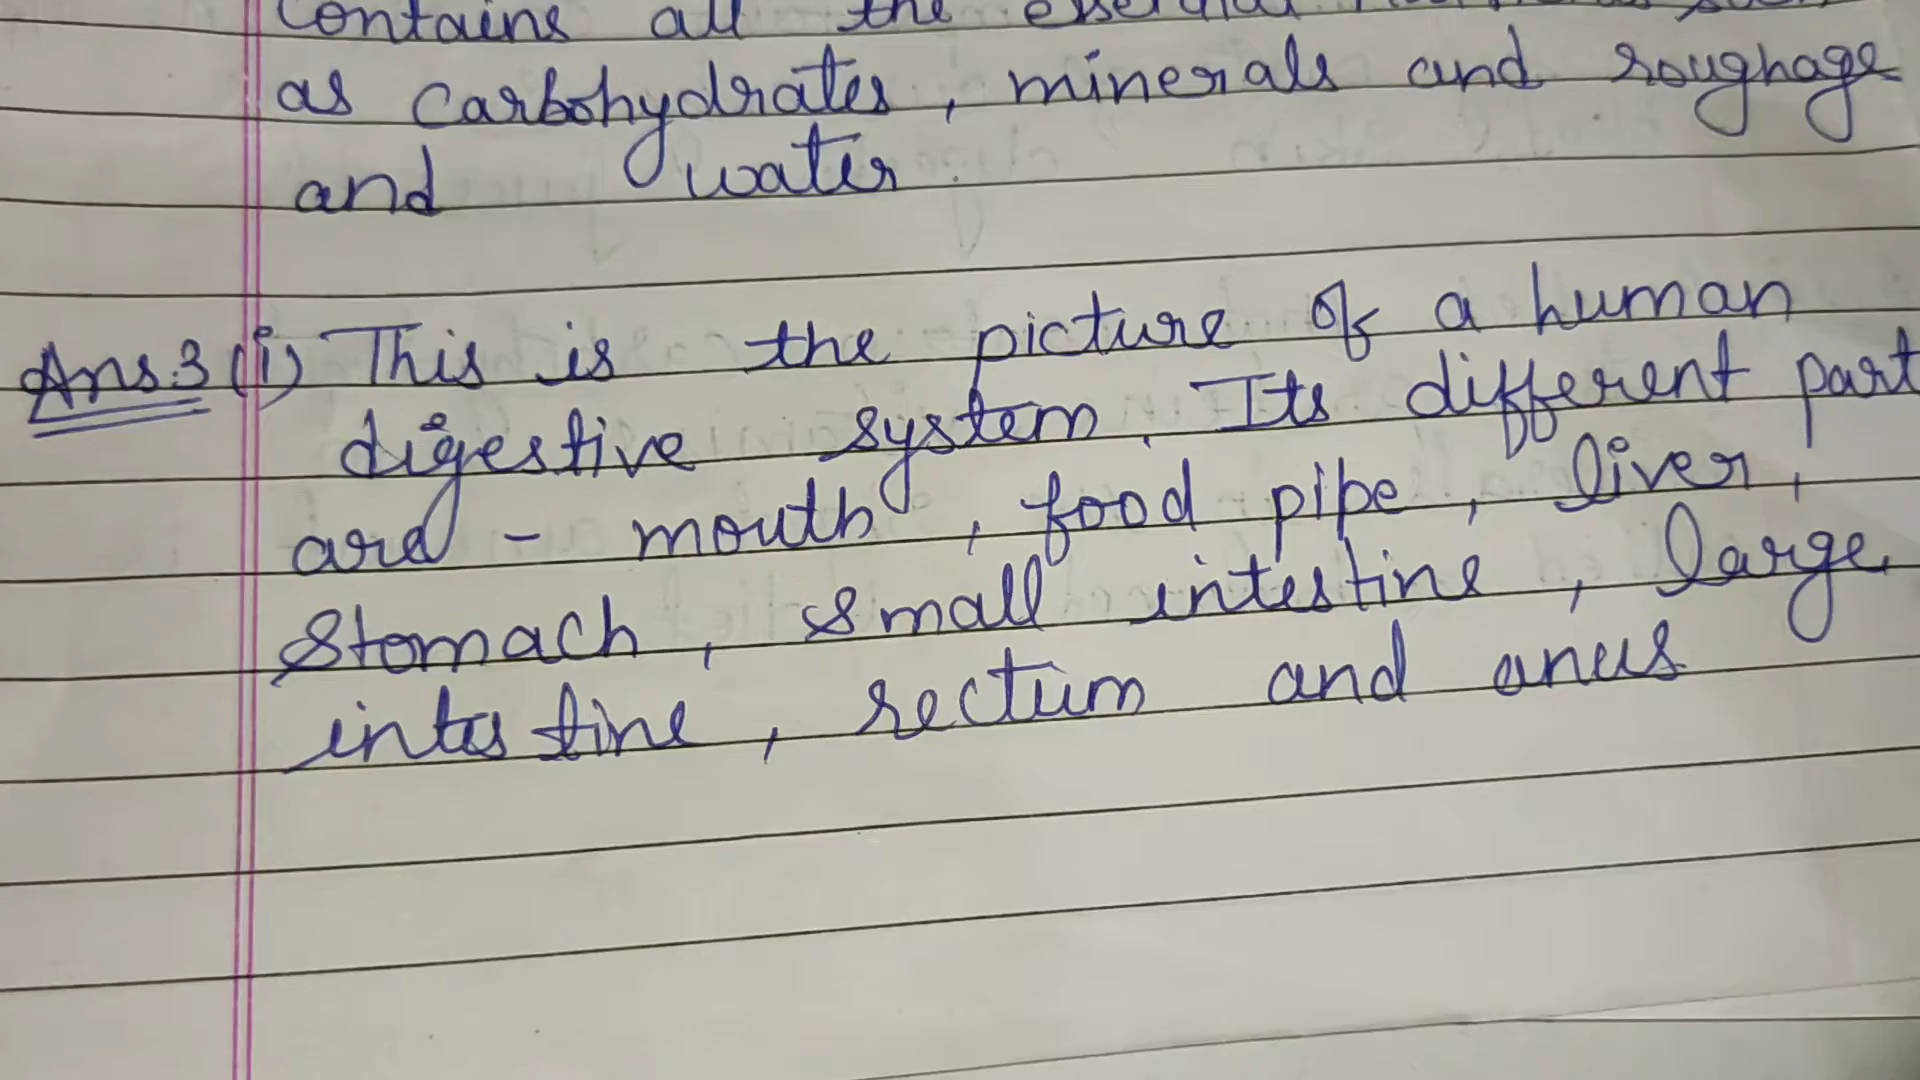 contains all the essential
as carbohydrates, minerals and roughage
and water.
Ans 3 (i) This is the picture of a human
digestive system. Its different part
are - mouth, food pipe, liver,
stomach, small intestine, large
intestine, rectum and anus